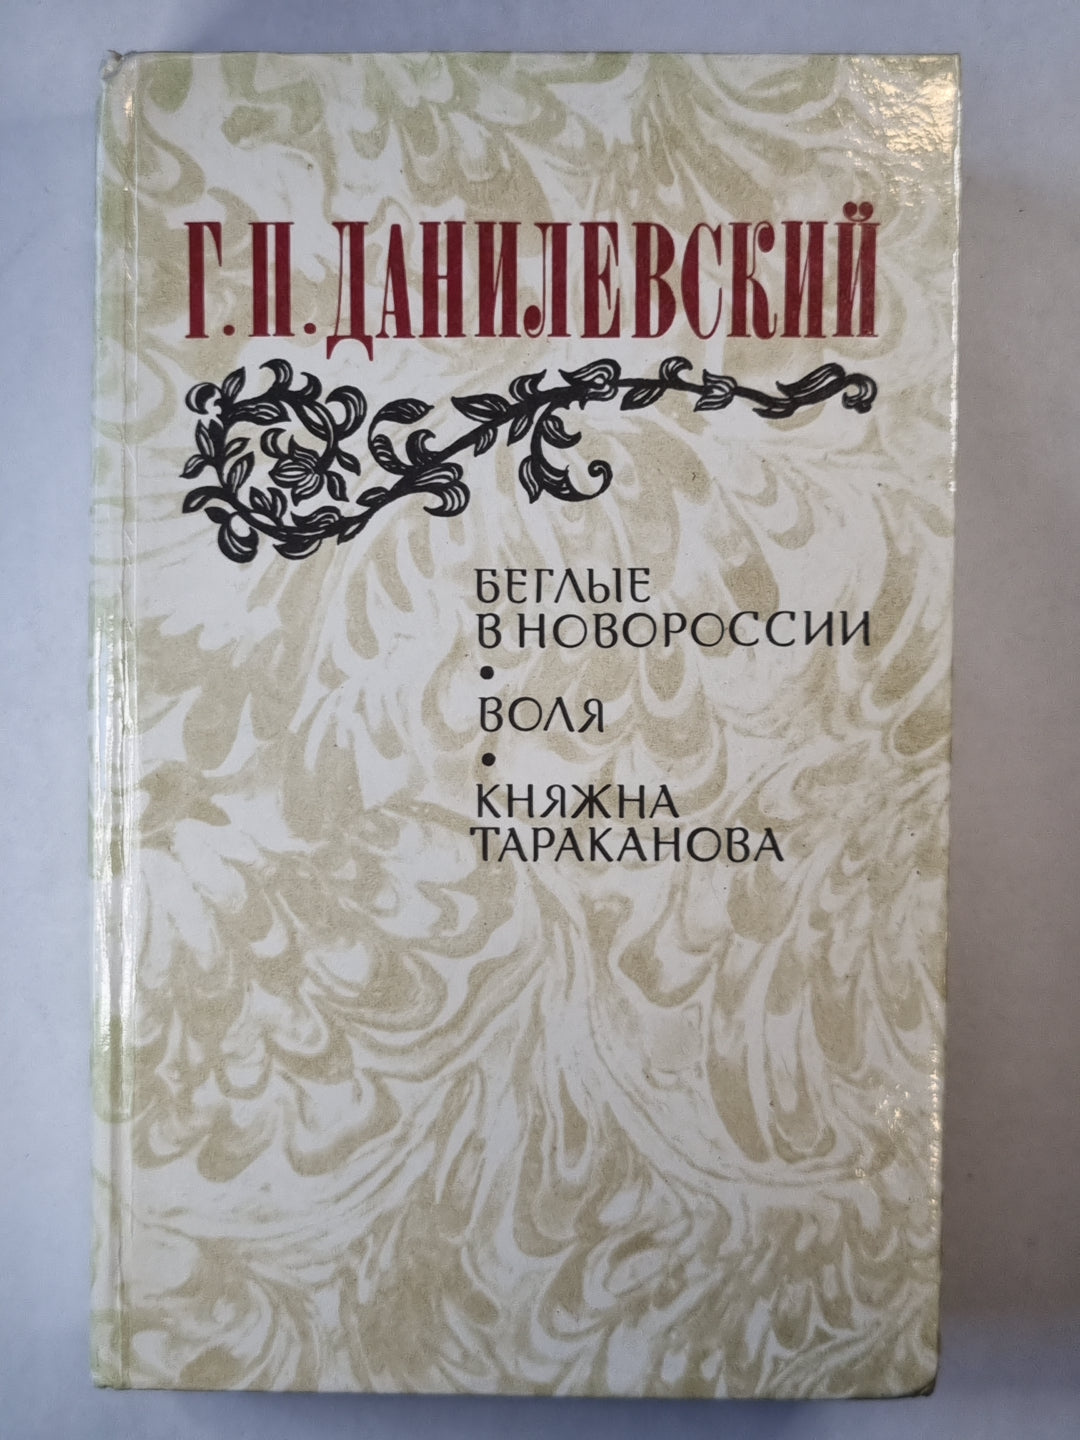 Г. П. ДАНИЛЕВСКИЙ
БЕГЛЫЕ
В НОВОРОССИИ
•
ВОЛЯ
•
КНЯЖНА
ТАРАКАНОВА